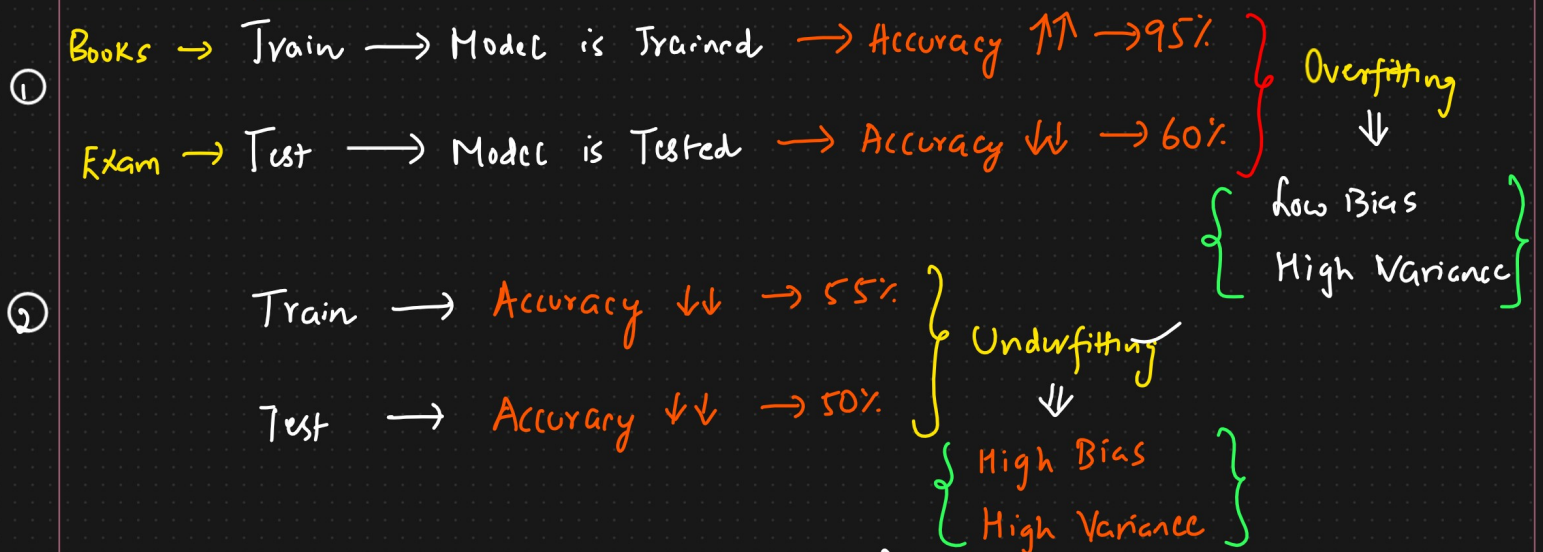 Books → Train → Model is Trained → Accuracy ↑↑ → 95%
① Overfitting
Exam → Test → Model is Tested → Accuracy ↓↓ → 60%
⇓
Low Bias
High Variance
② Train → Accuracy ↓↓ → 55%
Underfitting
Test → Accuracy ↓↓ → 50%
⇓
High Bias
High Variance